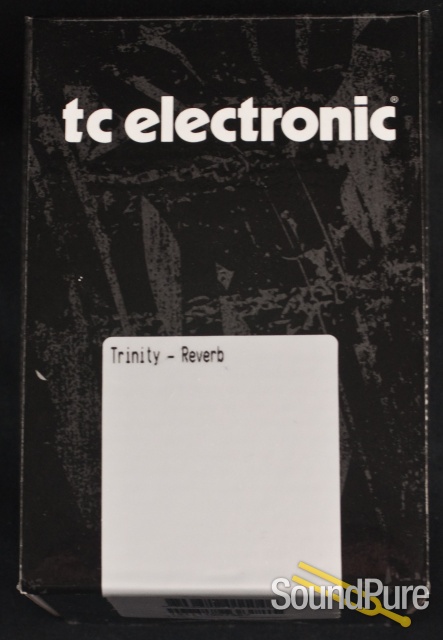 tc electronic®
Trinity - Reverb
SoundPure